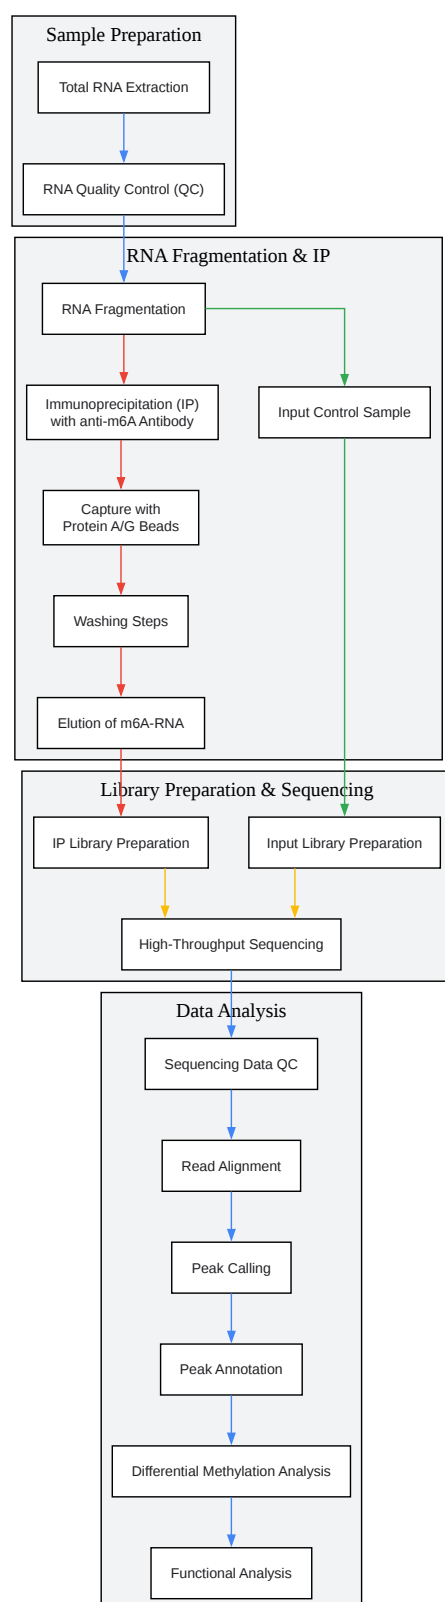 Sample Preparation
Total RNA Extraction
RNA Quality Control (QC)
RNA Fragmentation & IP
RNA Fragmentation
Immunoprecipitation (IP)
with anti-m6A Antibody
Input Control Sample
Capture with
Protein A/G Beads
Washing Steps
Elution of m6A-RNA
Library Preparation & Sequencing
IP Library Preparation
Input Library Preparation
High-Throughput Sequencing
Data Analysis
Sequencing Data QC
Read Alignment
Peak Calling
Peak Annotation
Differential Methylation Analysis
Functional Analysis